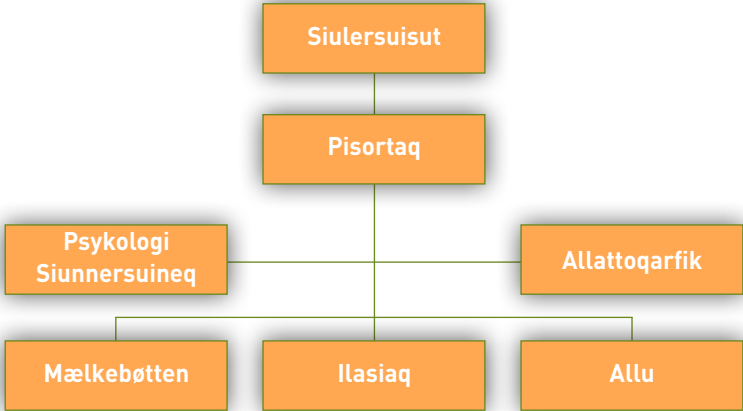 Siulersuisut
Pisortaq
Psykologi
Siunnersuineq
Allattoqarfik
Mælkebøtten
Ilasiaq
Allu